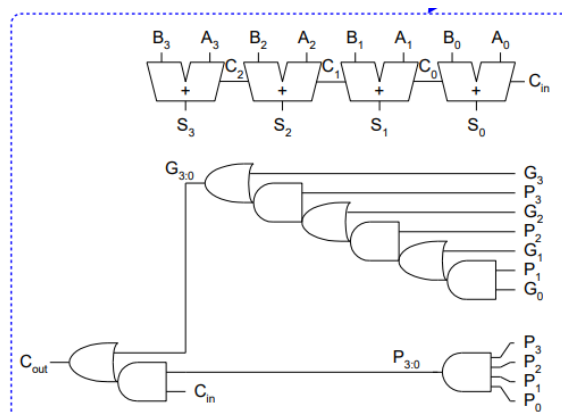 B3 A3 B2 A2 B1 A1 B0 A0
C2 C1 C0 Cin
+ + + +
S3 S2 S1 S0
G3:0 G3
P3
G2
P2
G1
P1
G0
Cout P3:0 P3
P2
P1
Cin P0